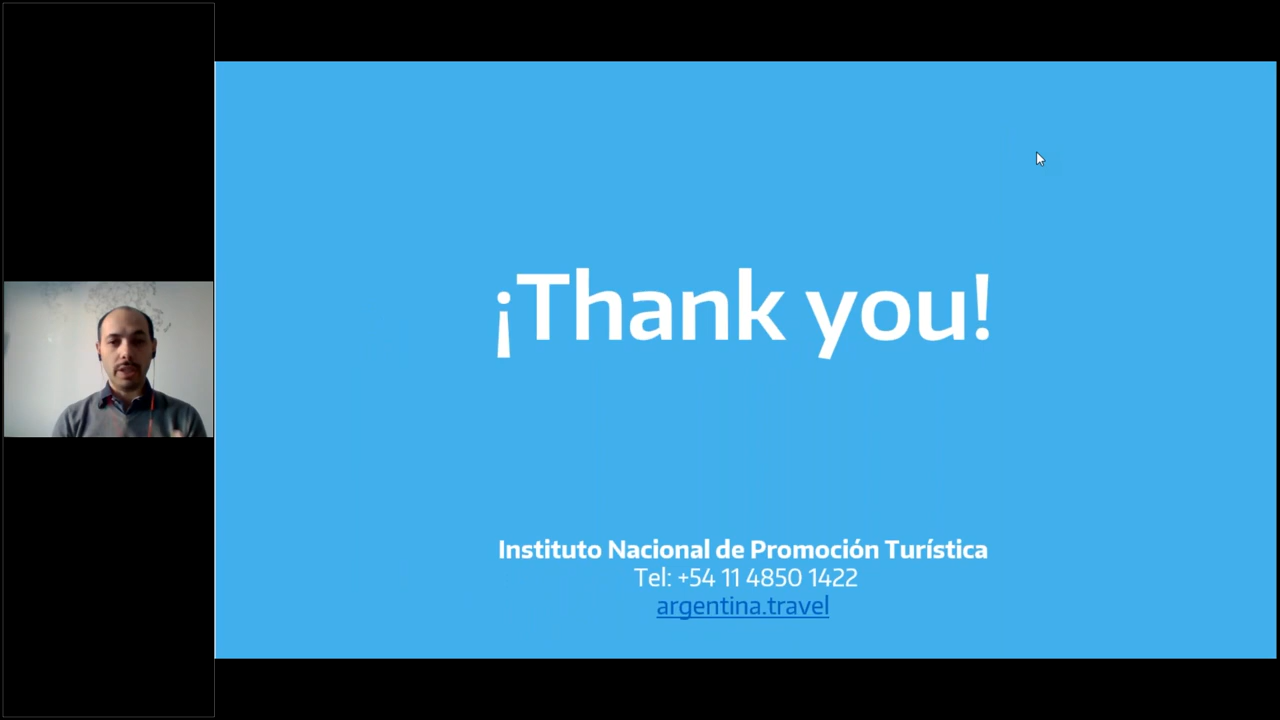 ¡Thank you!
Instituto Nacional de Promoción Turística
Tel: +54 11 4850 1422
argentina.travel